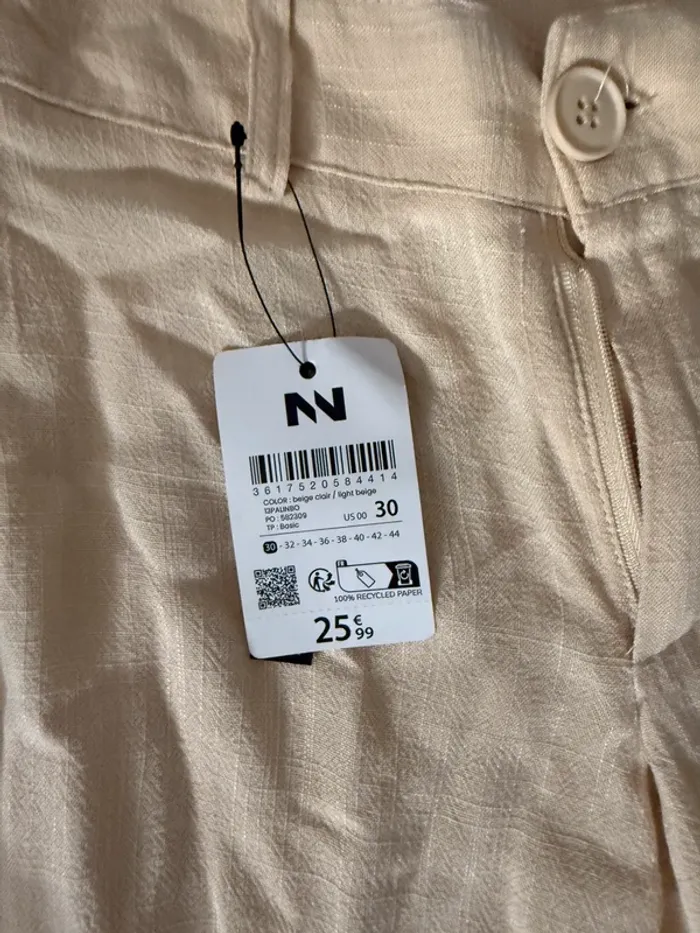 3617520584414
COLOR : beige clair / light beige
13PALINBO
PO : 582309
TP : Basic
US 00 30
30 - 32 - 34 - 36 - 38 - 40 - 42 - 44
FR
100% RECYCLED PAPER
25€99